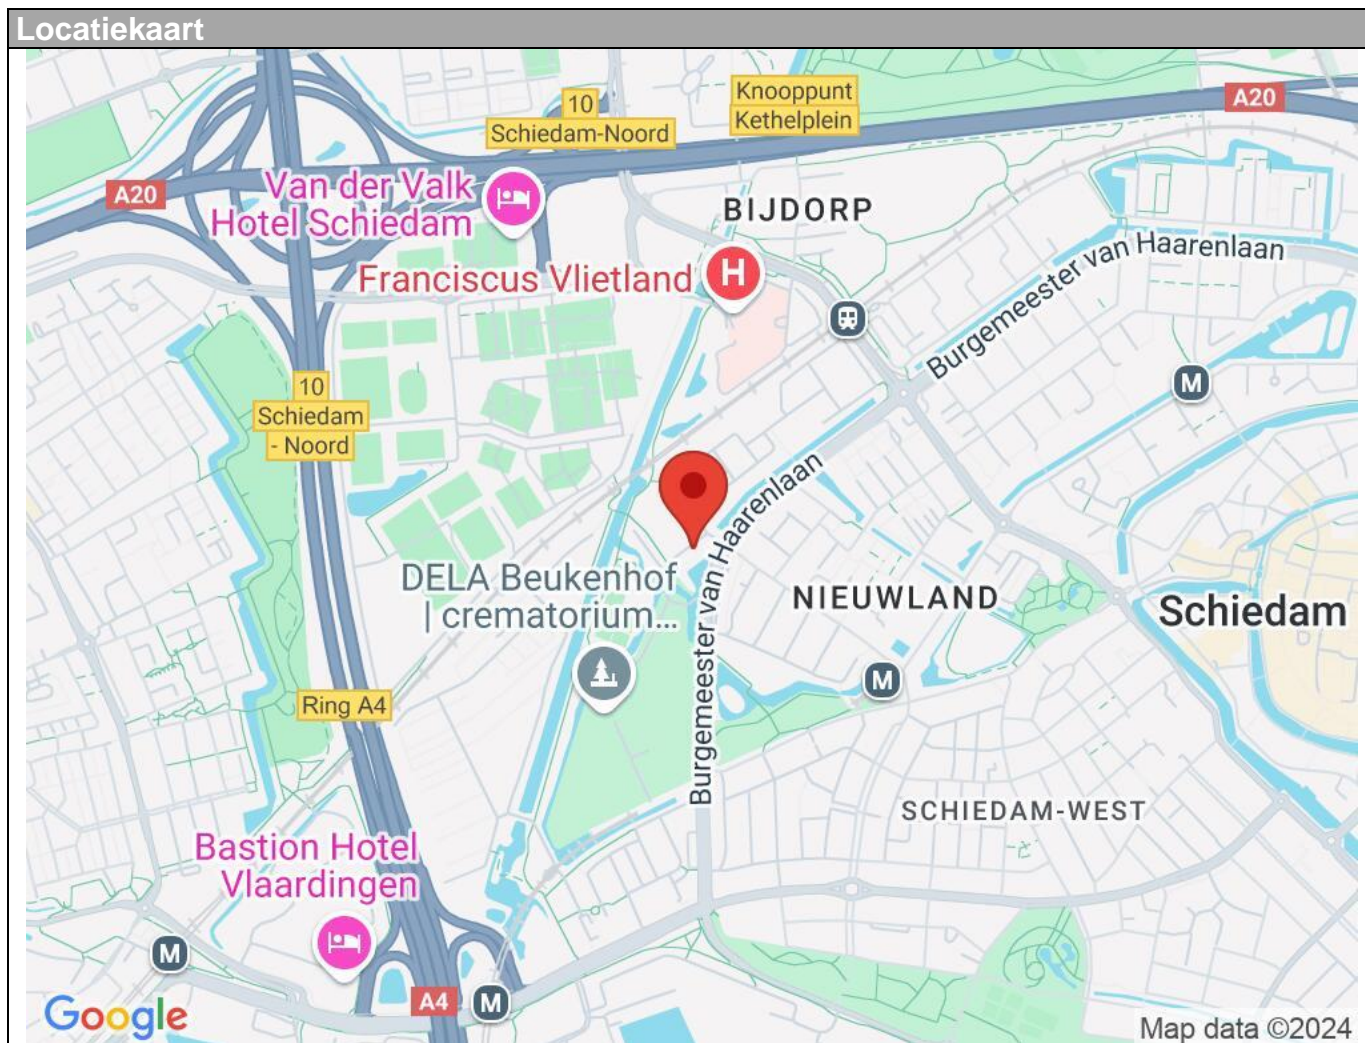 Locatiekaart
10
Schiedam-Noord
Knooppunt
Kethelplein
A20
A20
Van der Valk
Hotel Schiedam
BIJDORP
Franciscus Vlietland
H
Burgemeester van Haarenlaan
M
10
Schiedam
- Noord
Burgemeester van Haarenlaan
DELA Beukenhof
| crematorium...
NIEUWLAND
Schiedam
M
Ring A4
SCHIEDAM-WEST
Bastion Hotel
Vlaardingen
M
A4
M
Google
Map data ©2024